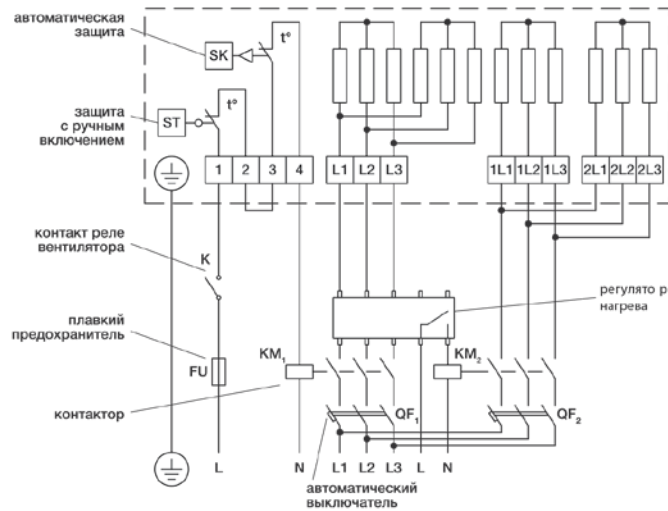 автоматическая
защита
SK
t°
защита
с ручным
включением
ST
t°
1 2 3 4
L1 L2 L3
1L1 1L2 1L3
2L1 2L2 2L3
контакт реле
вентилятора
K
регулято р
нагрева
плавкий
предохранитель
FU
KM1
KM2
контактор
QF1
QF2
L N L1 L2 L3 L N
автоматический
выключатель